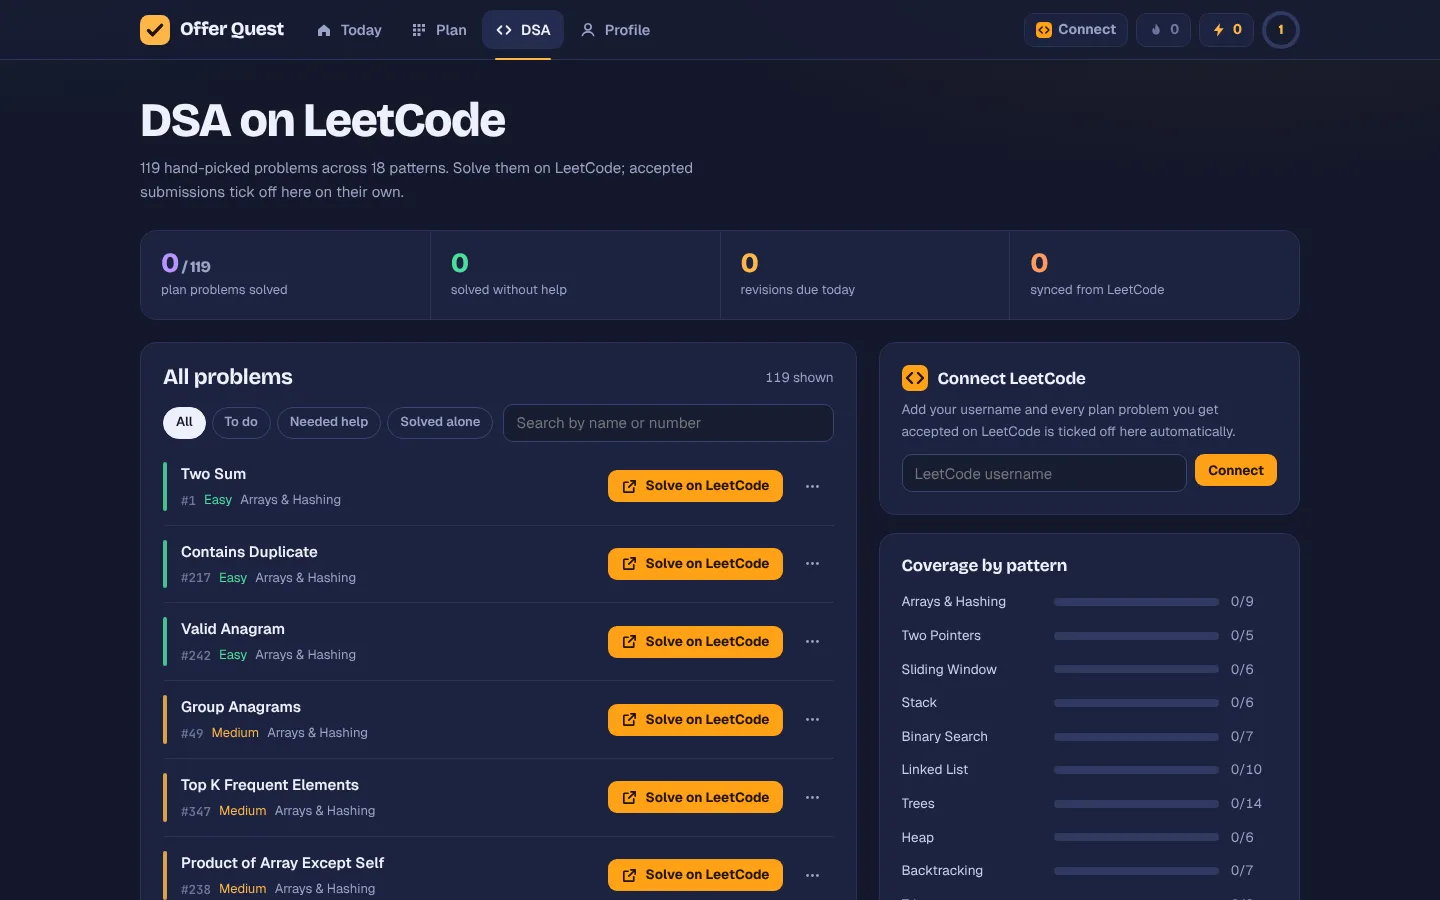 Offer Quest
Today
Plan
DSA
Profile
Connect
0
0
1
DSA on LeetCode
119 hand-picked problems across 18 patterns. Solve them on LeetCode; accepted
submissions tick off here on their own.
0 / 119
plan problems solved
0
solved without help
0
revisions due today
0
synced from LeetCode
All problems
119 shown
All
To do
Needed help
Solved alone
Search by name or number
Two Sum
#1 Easy Arrays & Hashing
Solve on LeetCode
Contains Duplicate
#217 Easy Arrays & Hashing
Solve on LeetCode
Valid Anagram
#242 Easy Arrays & Hashing
Solve on LeetCode
Group Anagrams
#49 Medium Arrays & Hashing
Solve on LeetCode
Top K Frequent Elements
#347 Medium Arrays & Hashing
Solve on LeetCode
Product of Array Except Self
#238 Medium Arrays & Hashing
Solve on LeetCode
Connect LeetCode
Add your username and every plan problem you get
accepted on LeetCode is ticked off here automatically.
LeetCode username
Connect
Coverage by pattern
Arrays & Hashing 0/9
Two Pointers 0/5
Sliding Window 0/6
Stack 0/6
Binary Search 0/7
Linked List 0/10
Trees 0/14
Heap 0/6
Backtracking 0/7